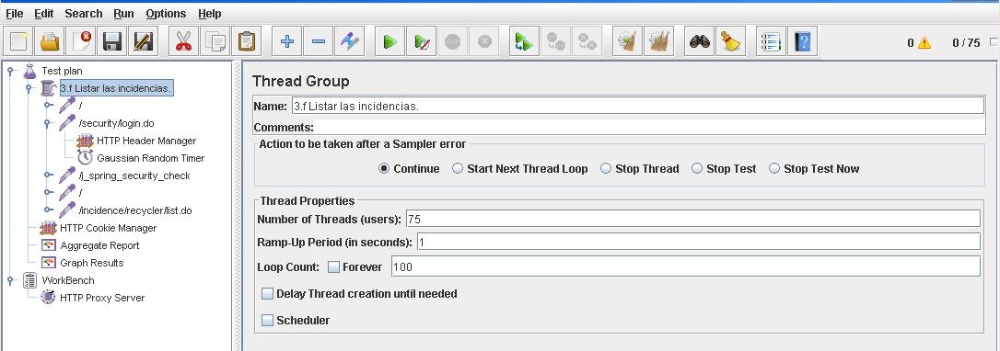 File Edit Search Run Options Help
0 0 / 75
Test plan
3.f Listar las incidencias.
/
/security/login.do
HTTP Header Manager
Gaussian Random Timer
/j_spring_security_check
/
/incidence/recycler/list.do
HTTP Cookie Manager
Aggregate Report
Graph Results
WorkBench
HTTP Proxy Server
Thread Group
Name: 3.f Listar las incidencias.
Comments:
Action to be taken after a Sampler error
Continue Start Next Thread Loop Stop Thread Stop Test Stop Test Now
Thread Properties
Number of Threads (users): 75
Ramp-Up Period (in seconds): 1
Loop Count: Forever 100
Delay Thread creation until needed
Scheduler